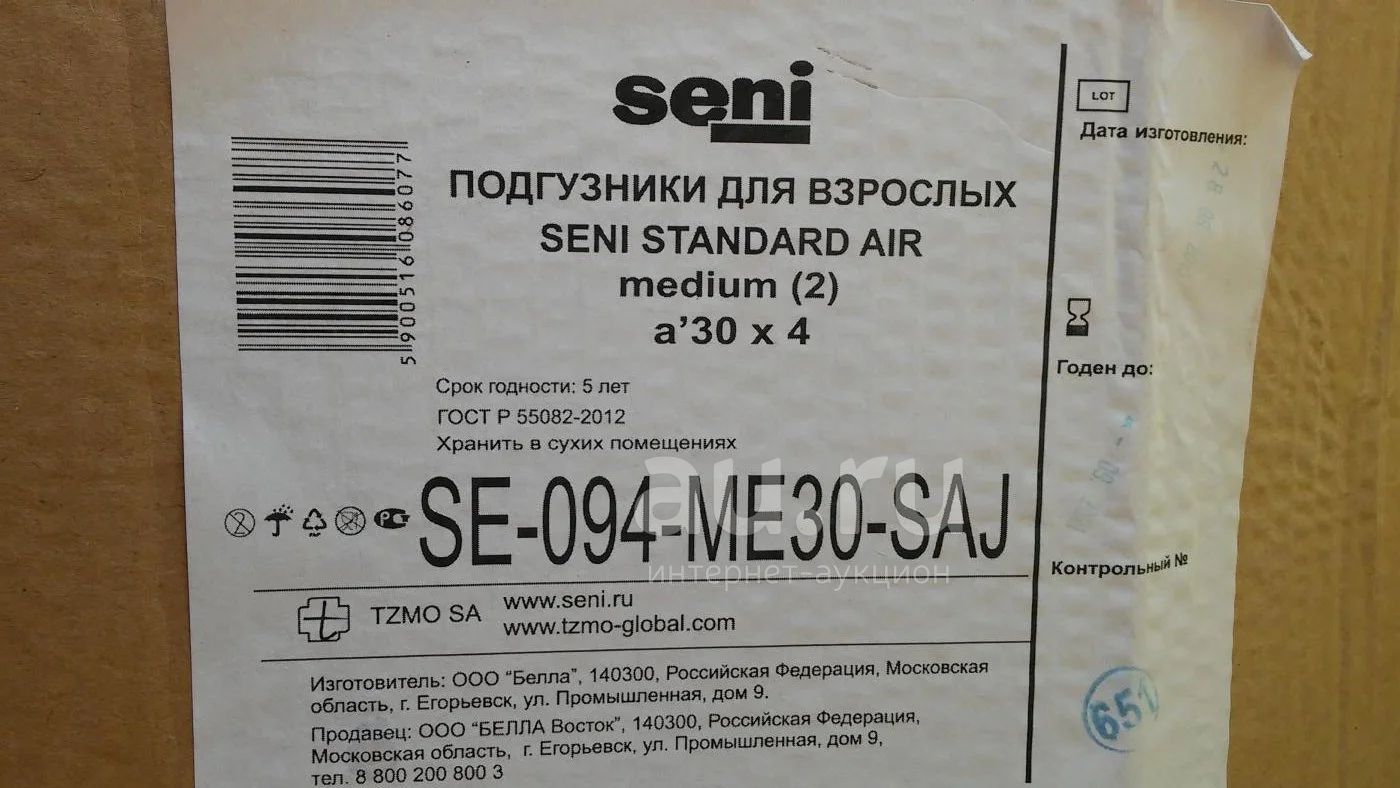 seni
ПОДГУЗНИКИ ДЛЯ ВЗРОСЛЫХ
SENI STANDARD AIR
medium (2)
a’30 x 4
5900516086077
Срок годности: 5 лет
ГОСТ Р 55082-2012
Хранить в сухих помещениях
SE-094-ME30-SAJ
au.ru
интернет-аукцион
TZMO SA
www.seni.ru
www.tzmo-global.com
Изготовитель: ООО “Белла”, 140300, Российская Федерация, Московская
область, г. Егорьевск, ул. Промышленная, дом 9.
Продавец: ООО “БЕЛЛА Восток”, 140300, Российская Федерация,
Московская область, г. Егорьевск, ул. Промышленная, дом 9,
тел. 8 800 200 800 3
LOT
Дата изготовления:
Годен до:
Контрольный №
651